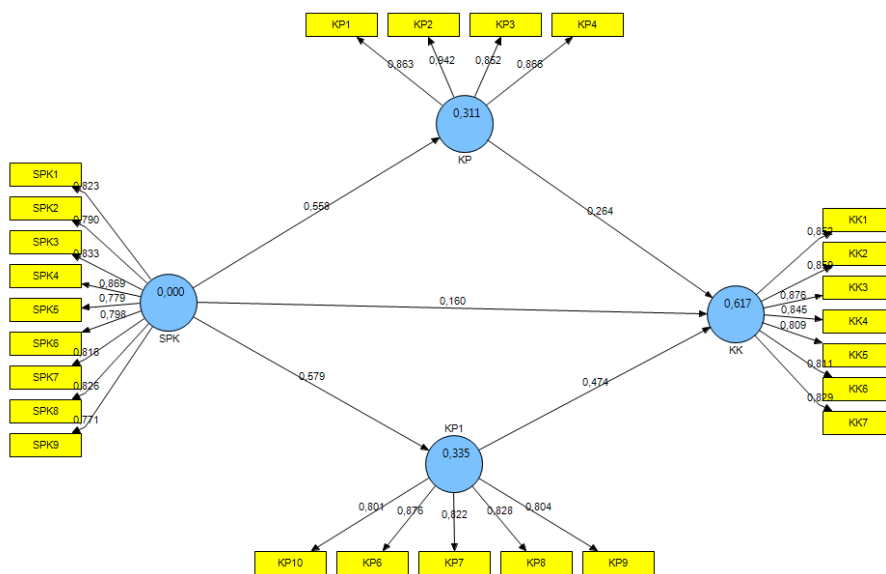 KP1
KP2
KP3
KP4
0,863
0,942
0,852
0,866
0,311
KP
SPK1
SPK2
SPK3
SPK4
SPK5
SPK6
SPK7
SPK8
SPK9
0,823
0,790
0,833
0,869
0,779
0,798
0,818
0,826
0,771
0,000
SPK
0,558
0,264
0,160
0,579
0,474
0,617
KK
KK1
KK2
KK3
KK4
KK5
KK6
KK7
0,852
0,859
0,876
0,845
0,809
0,811
0,829
KP1
0,335
0,801
0,876
0,822
0,828
0,804
KP10
KP6
KP7
KP8
KP9